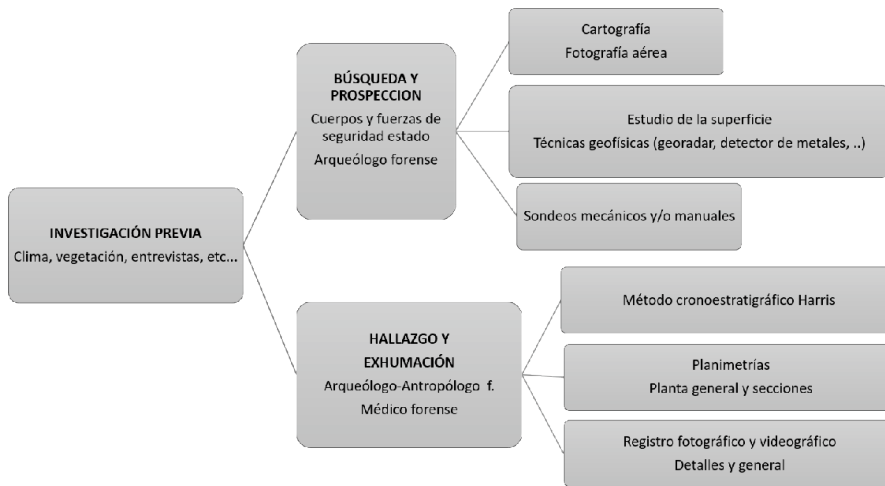 INVESTIGACIÓN PREVIA
Clima, vegetación, entrevistas, etc...
BÚSQUEDA Y
PROSPECCION
Cuerpos y fuerzas de
seguridad estado
Arqueólogo forense
Cartografía
Fotografía aérea
Estudio de la superficie
Técnicas geofísicas (georadar, detector de metales, ..)
Sondeos mecánicos y/o manuales
HALLAZGO Y
EXHUMACIÓN
Arqueólogo-Antropólogo f.
Médico forense
Método cronoestratigráfico Harris
Planimetrías
Planta general y secciones
Registro fotográfico y videográfico
Detalles y general